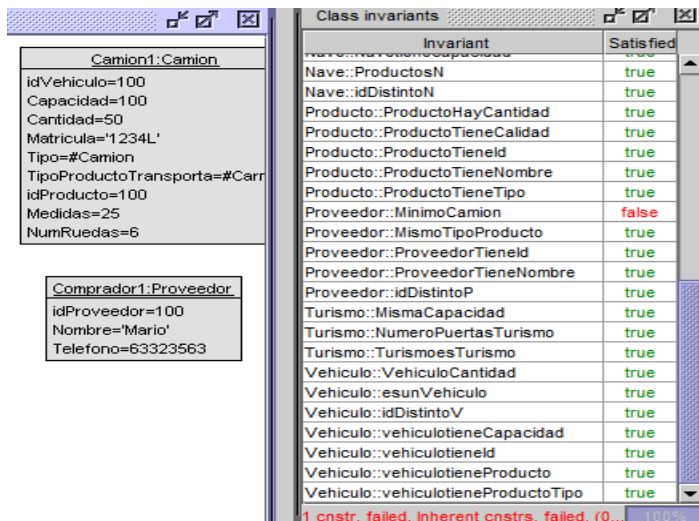 Camion1:Camion
idVehiculo=100
Capacidad=100
Cantidad=50
Matricula='1234L'
Tipo=#Camion
TipoProductoTransporta=#Carr
idProducto=100
Medidas=25
NumRuedas=6
Comprador1:Proveedor
idProveedor=100
Nombre='Mario'
Telefono=63323563
Class invariants
Invariant Satisfied
Nave::ProductosN true
Nave::idDistintoN true
Producto::ProductoHayCantidad true
Producto::ProductoTieneCalidad true
Producto::ProductoTieneId true
Producto::ProductoTieneNombre true
Producto::ProductoTieneTipo true
Proveedor::MinimoCamion false
Proveedor::MismoTipoProducto true
Proveedor::ProveedorTieneId true
Proveedor::ProveedorTieneNombre true
Proveedor::idDistintoP true
Turismo::MismaCapacidad true
Turismo::NumeroPuertasTurismo true
Turismo::TurismoesTurismo true
Vehiculo::VehiculoCantidad true
Vehiculo::esunVehiculo true
Vehiculo::idDistintoV true
Vehiculo::vehiculotieneCapacidad true
Vehiculo::vehiculotieneId true
Vehiculo::vehiculotieneProducto true
Vehiculo::vehiculotieneProductoTipo true
1 cnstr. failed. Inherent cnstrs. failed. (0... 100%